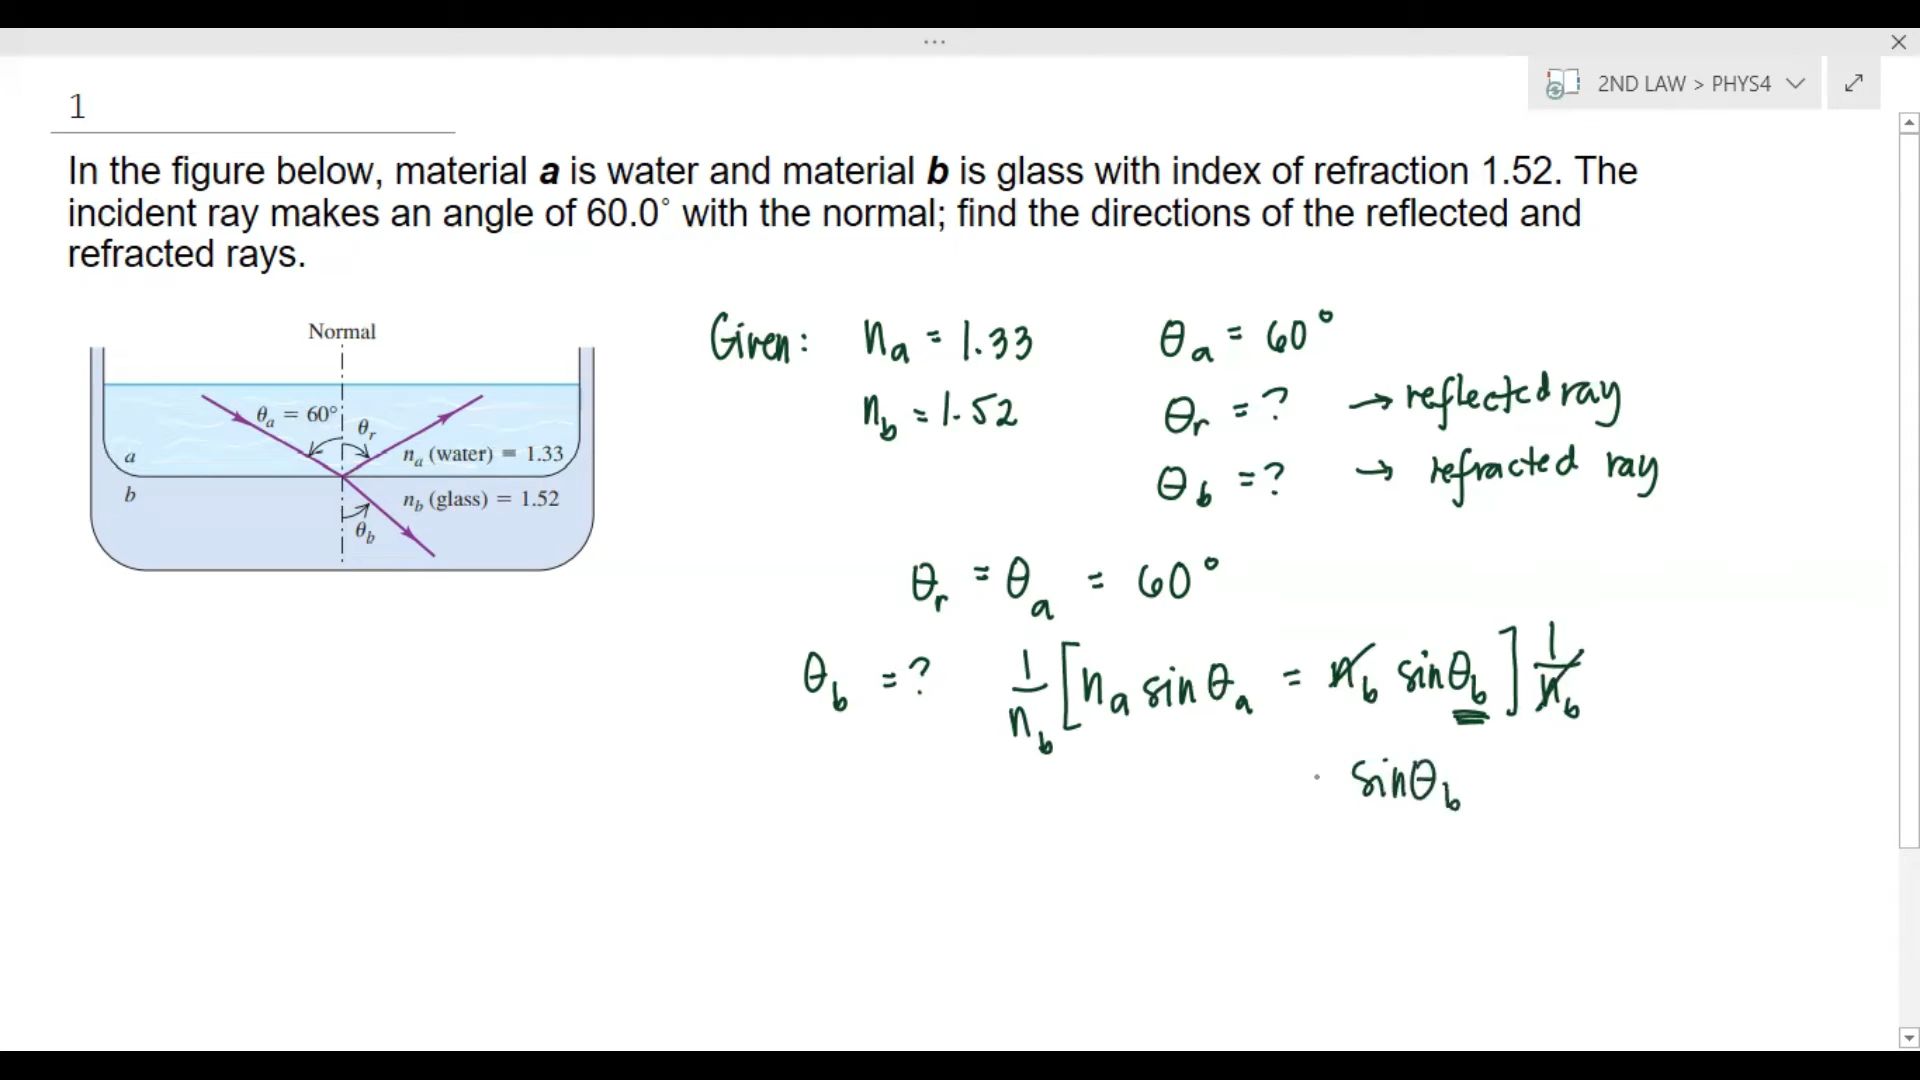 2ND LAW > PHYS4
1
In the figure below, material a is water and material b is glass with index of refraction 1.52. The
incident ray makes an angle of 60.0° with the normal; find the directions of the reflected and
refracted rays.
Normal
θa = 60°
θr
na (water) = 1.33
a
b
nb (glass) = 1.52
θb
Given: na = 1.33 θa = 60°
nb = 1.52 θr = ? → reflected ray
θb = ? → refracted ray
θr = θa = 60°
θb = ? 1/nb [na sin θa = nb sin θb] 1/nb
sin θb